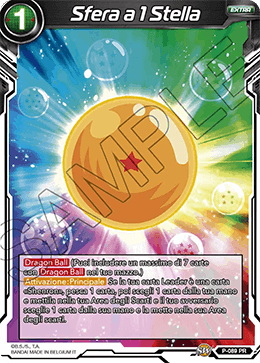 1
Sfera a 1 Stella
EXTRA
SAMPLE
Dragon Ball (Puoi includere un massimo di 7 carte
con Dragon Ball nel tuo mazzo.)
Attivazione: Principale Se la tua carta Leader è una carta
«Shenron», pesca 1 carta, poi scegli 1 carta dalla tua mano
e mettila nella tua Area degli Scarti e il tuo avversario
sceglie 1 carta dalla sua mano e la mette nella sua Area
degli scarti.
©B.S./S., T.A.
BANDAI MADE IN BELGIUM IT
P-089 PR